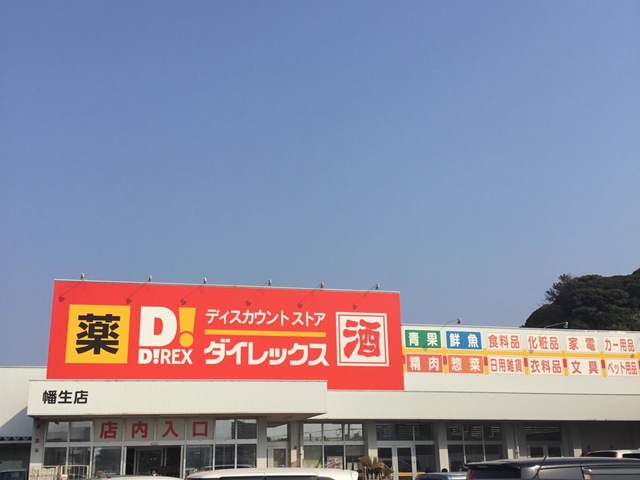 薬
D!
D!REX
ディスカウント ストア
ダイレックス
酒
青果 鮮魚 食料品 化粧品 家電 カー用品
精肉 惣菜 日用雑貨 衣料品 文具 ペット用品
幡生店
店内入口